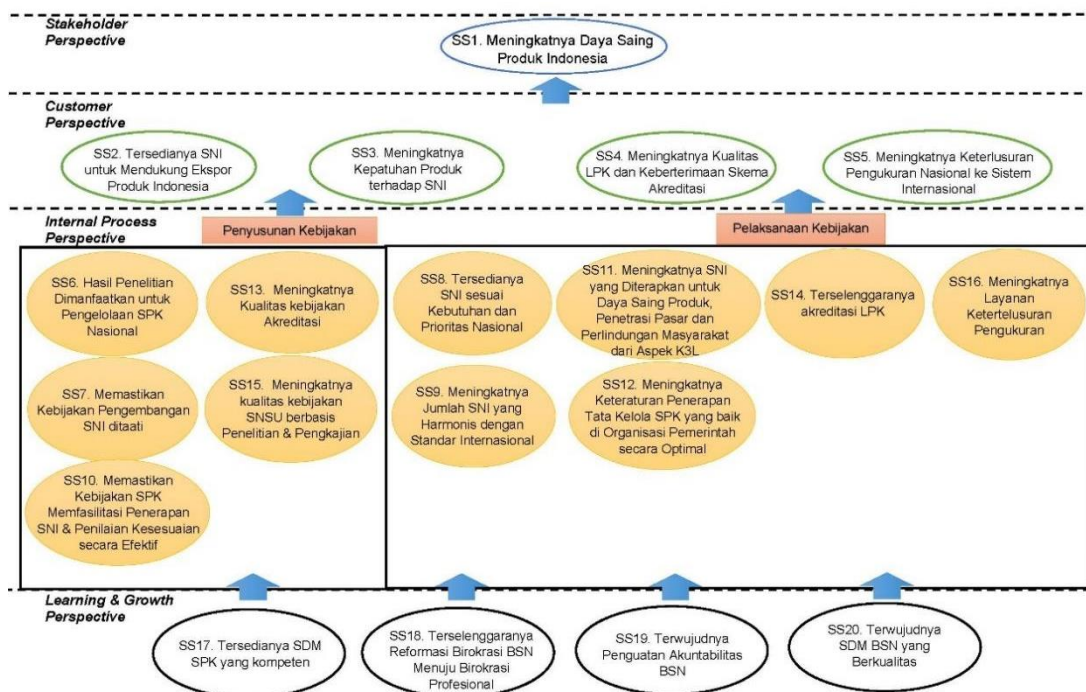 Stakeholder
Perspective
SS1. Meningkatnya Daya Saing
Produk Indonesia
Customer
Perspective
SS2. Tersedianya SNI
untuk Mendukung Ekspor
Produk Indonesia
SS3. Meningkatnya
Kepatuhan Produk
terhadap SNI
SS4. Meningkatnya Kualitas
LPK dan Keberterimaan Skema
Akreditasi
SS5. Meningkatnya Keterlusuran
Pengukuran Nasional ke Sistem
Internasional
Internal Process
Perspective
Penyusunan Kebijakan
Pelaksanaan Kebijakan
SS6. Hasil Penelitian
Dimanfaatkan untuk
Pengelolaan SPK
Nasional
SS13. Meningkatnya
Kualitas kebijakan
Akreditasi
SS7. Memastikan
Kebijakan Pengembangan
SNI ditaati
SS15. Meningkatnya
kualitas kebijakan
SNSU berbasis
Penelitian & Pengkajian
SS10. Memastikan
Kebijakan SPK
Memfasilitasi Penerapan
SNI & Penilaian Kesesuaian
secara Efektif
SS8. Tersedianya
SNI sesuai
Kebutuhan dan
Prioritas Nasional
SS11. Meningkatnya SNI
yang Diterapkan untuk
Daya Saing Produk,
Penetrasi Pasar dan
Perlindungan Masyarakat
dari Aspek K3L
SS14. Terselenggaranya
akreditasi LPK
SS16. Meningkatnya
Layanan
Ketertelusuran
Pengukuran
SS9. Meningkatnya
Jumlah SNI yang
Harmonis dengan
Standar Internasional
SS12. Meningkatnya
Keteraturan Penerapan
Tata Kelola SPK yang baik
di Organisasi Pemerintah
secara Optimal
Learning & Growth
Perspective
SS17. Tersedianya SDM
SPK yang kompeten
SS18. Terselenggaranya
Reformasi Birokrasi BSN
Menuju Birokrasi
Profesional
SS19. Terwujudnya
Penguatan Akuntabilitas
BSN
SS20. Terwujudnya
SDM BSN yang
Berkualitas